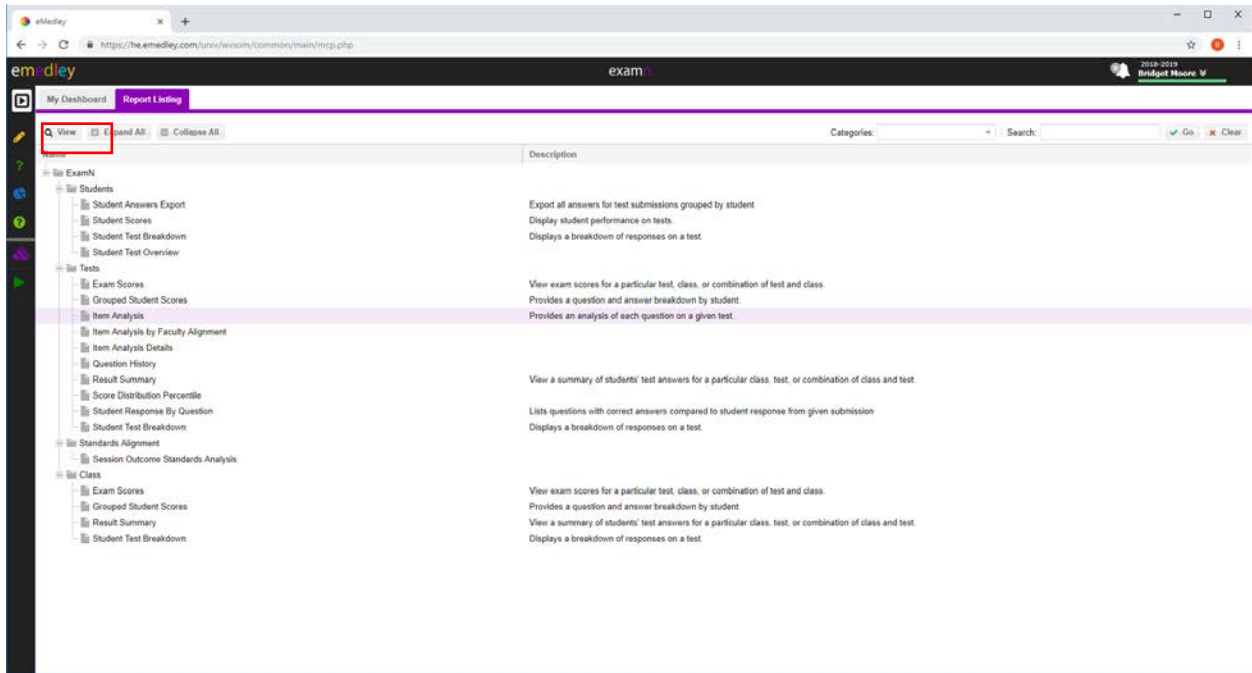 eMedley
https://he.emedley.com/univ/wvsom/common/main/mcp.php
B
emedley examn 2018-2019
Bridget Moore
My Dashboard Report Listing
View Expand All Collapse All Categories: Search: Go Clear
Name Description
ExamN
Students
Student Answers Export Export all answers for test submissions grouped by student
Student Scores Display student performance on tests.
Student Test Breakdown Displays a breakdown of responses on a test.
Student Test Overview
Tests
Exam Scores View exam scores for a particular test, class, or combination of test and class.
Grouped Student Scores Provides a question and answer breakdown by student.
Item Analysis Provides an analysis of each question on a given test.
Item Analysis by Faculty Alignment
Item Analysis Details
Question History
Result Summary View a summary of students' test answers for a particular class, test, or combination of class and test.
Score Distribution Percentile
Student Response By Question Lists questions with correct answers compared to student response from given submission
Student Test Breakdown Displays a breakdown of responses on a test.
Standards Alignment
Session Outcome Standards Analysis
Class
Exam Scores View exam scores for a particular test, class, or combination of test and class.
Grouped Student Scores Provides a question and answer breakdown by student.
Result Summary View a summary of students' test answers for a particular class, test, or combination of class and test.
Student Test Breakdown Displays a breakdown of responses on a test.